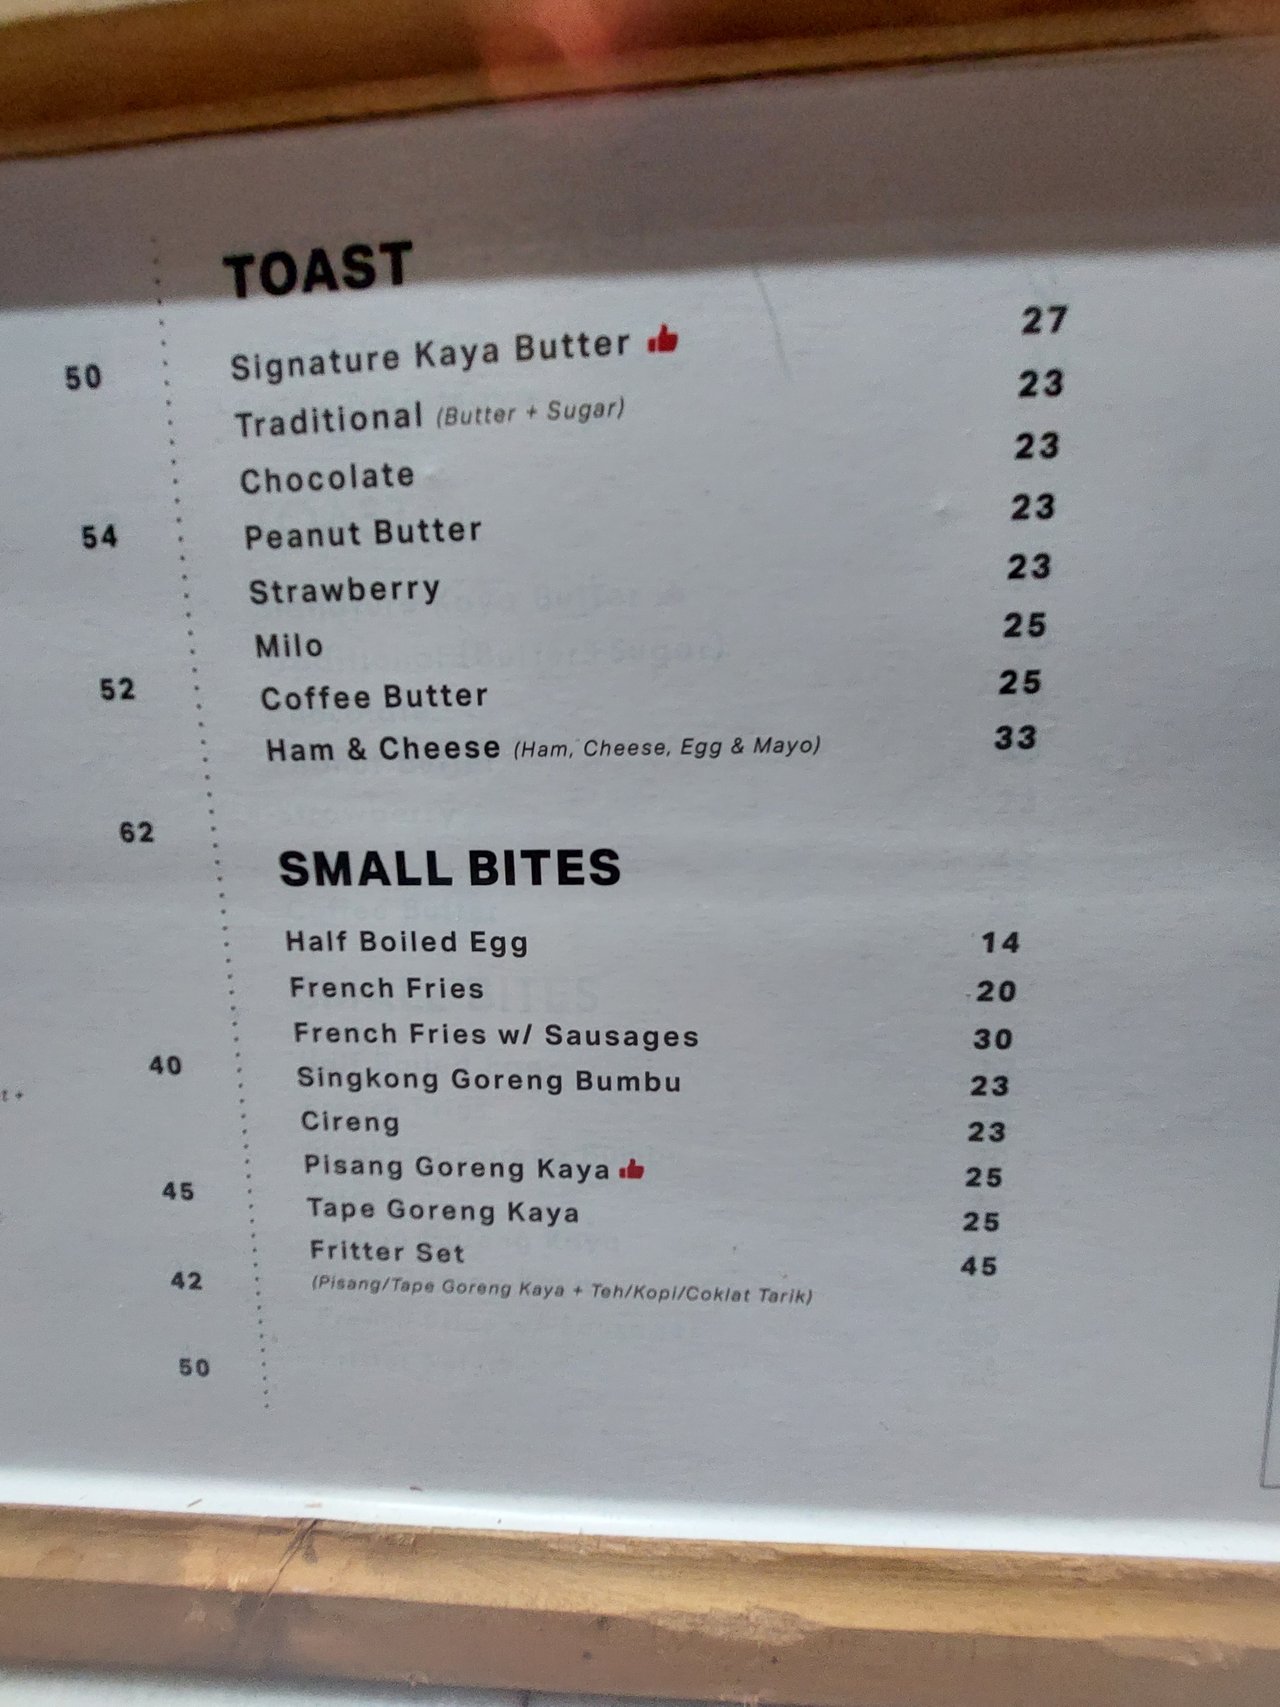 TOAST
Signature Kaya Butter 27
Traditional (Butter + Sugar) 23
Chocolate 23
Peanut Butter 23
Strawberry 23
Milo 25
Coffee Butter 25
Ham & Cheese (Ham, Cheese, Egg & Mayo) 33
SMALL BITES
Half Boiled Egg 14
French Fries 20
French Fries w/ Sausages 30
Singkong Goreng Bumbu 23
Cireng 23
Pisang Goreng Kaya 25
Tape Goreng Kaya 25
Fritter Set 45
(Pisang/Tape Goreng Kaya + Teh/Kopi/Coklat Tarik)
50
54
52
62
40
45
42
50